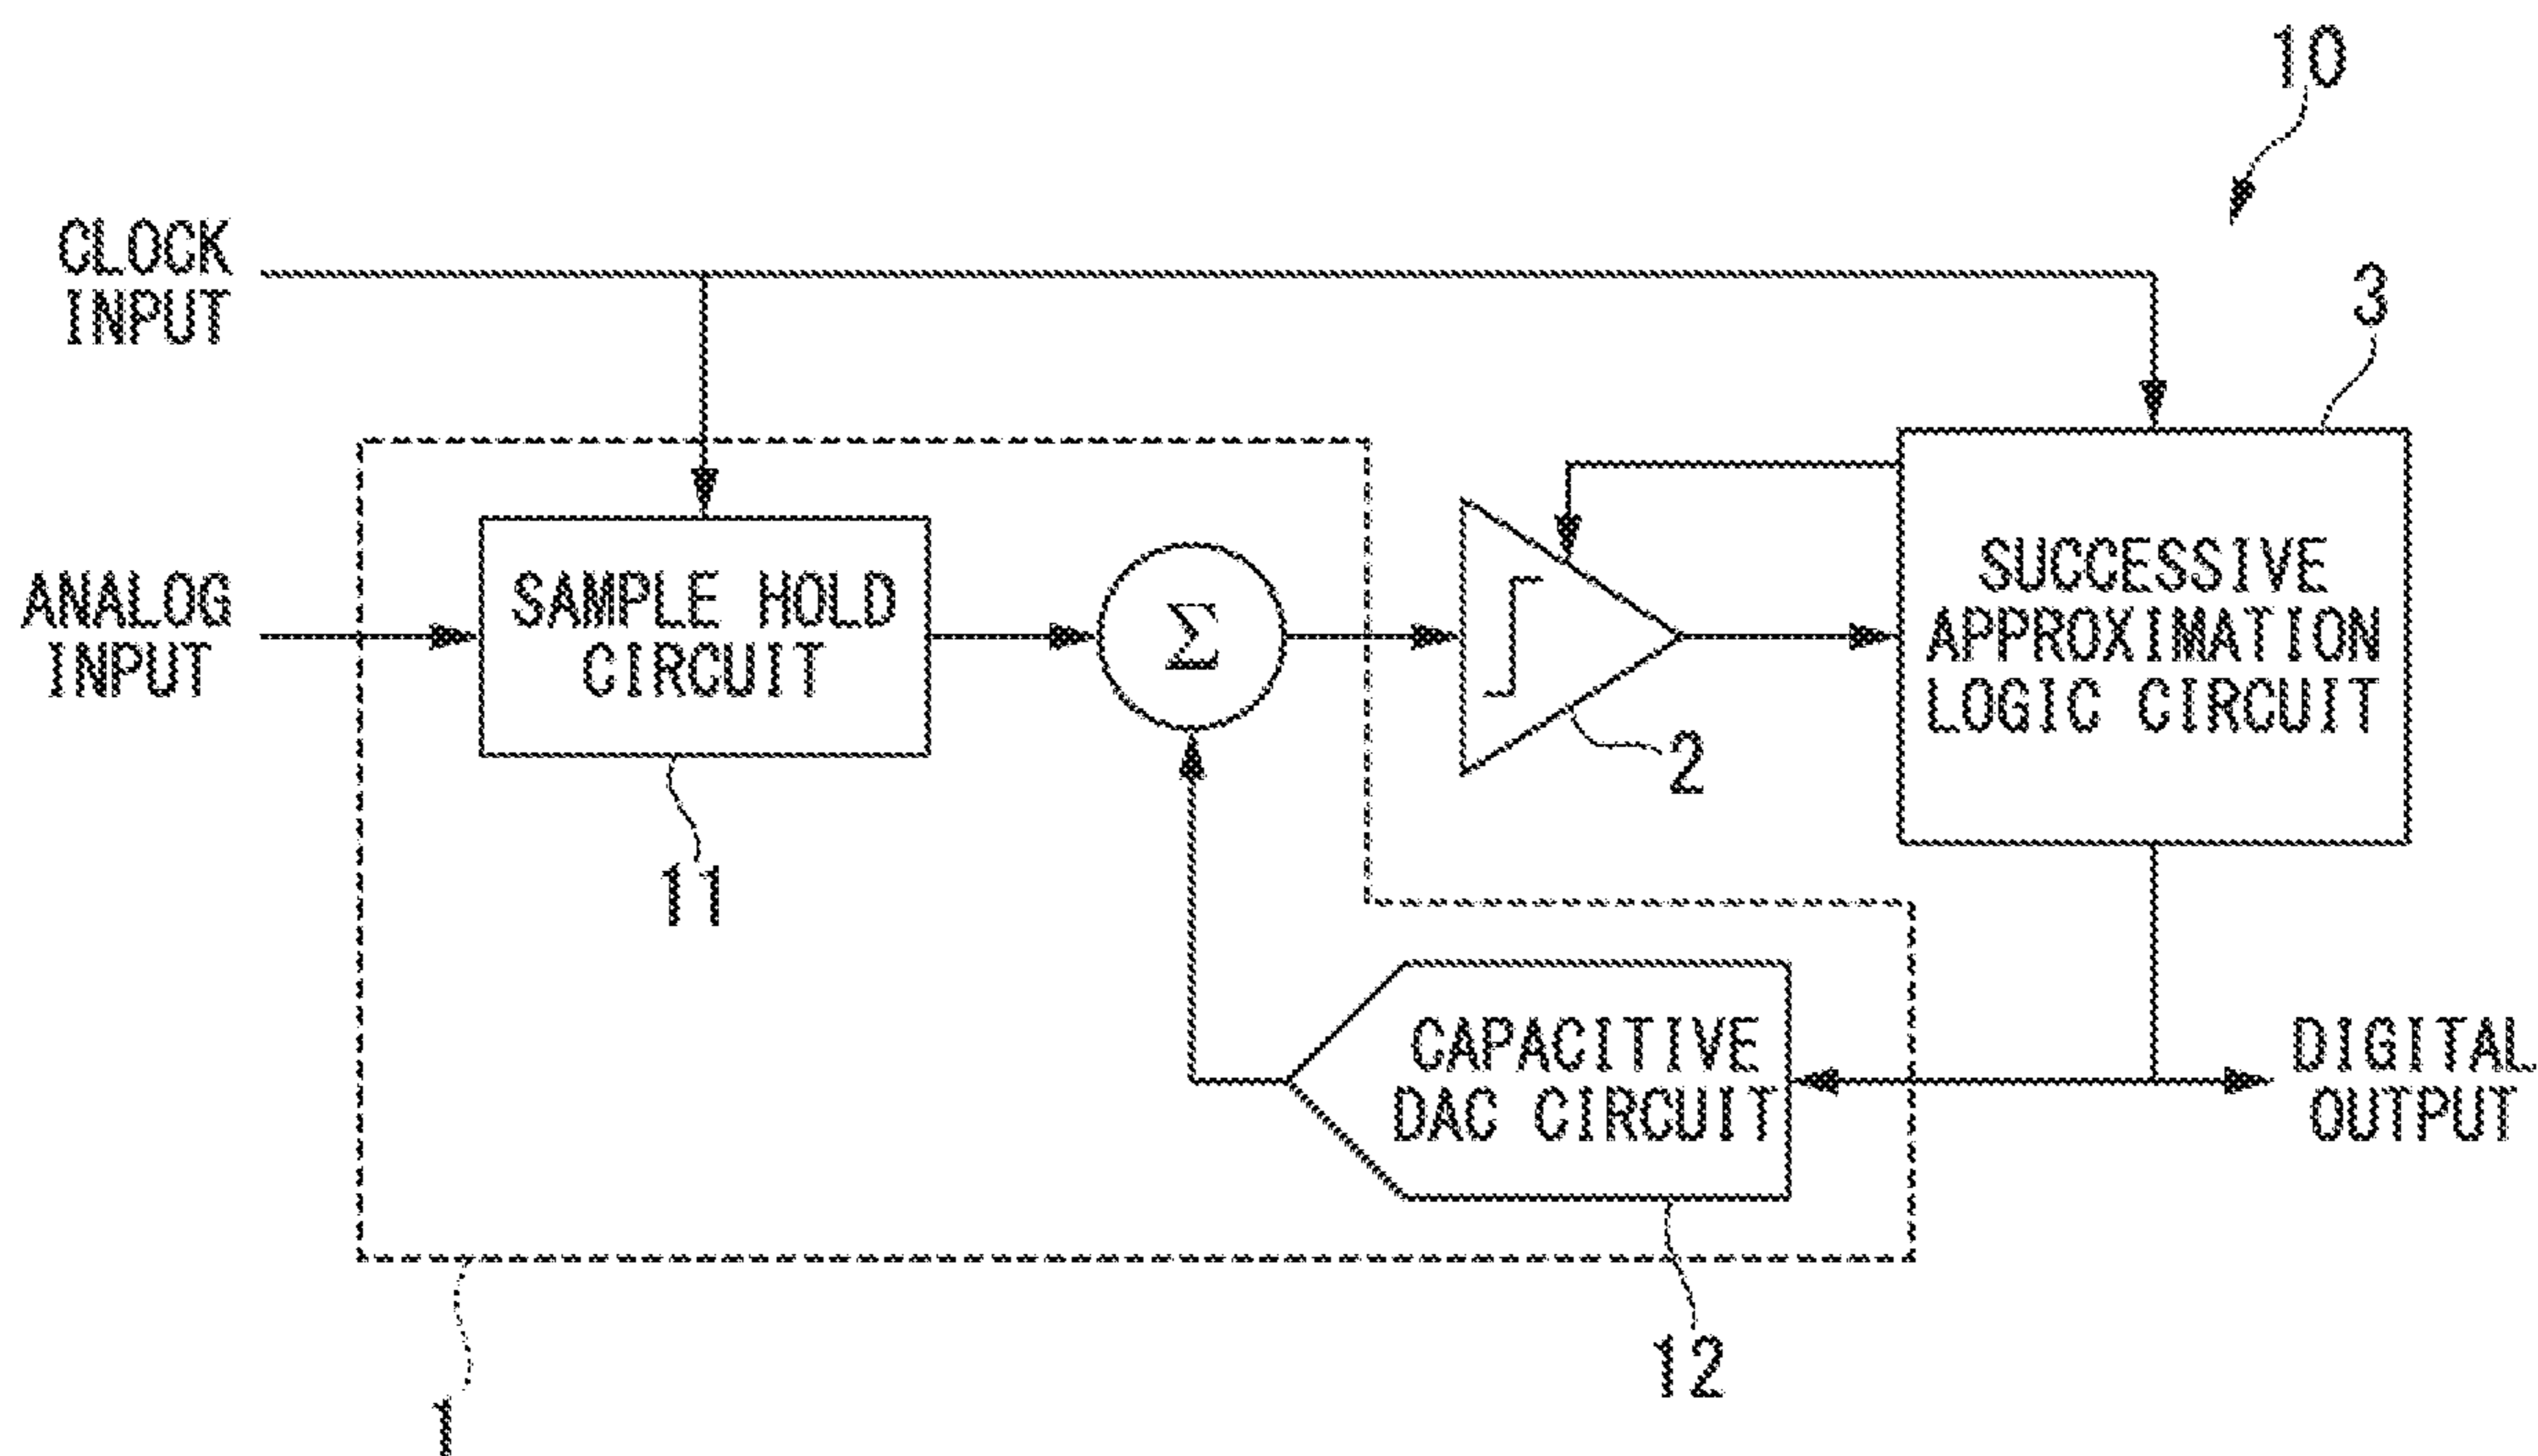 10
CLOCK
INPUT
3
ANALOG
INPUT
SAMPLE HOLD
CIRCUIT
Σ
SUCCESSIVE
APPROXIMATION
LOGIC CIRCUIT
2
11
CAPACITIVE
DAC CIRCUIT
DIGITAL
OUTPUT
12
1